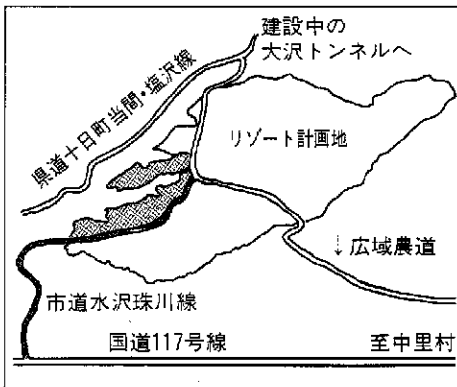 建設中の
大沢トンネルへ
県道十日町当間・塩沢線
リゾート計画地
↓広域農道
市道水沢珠川線
国道117号線
至中里村